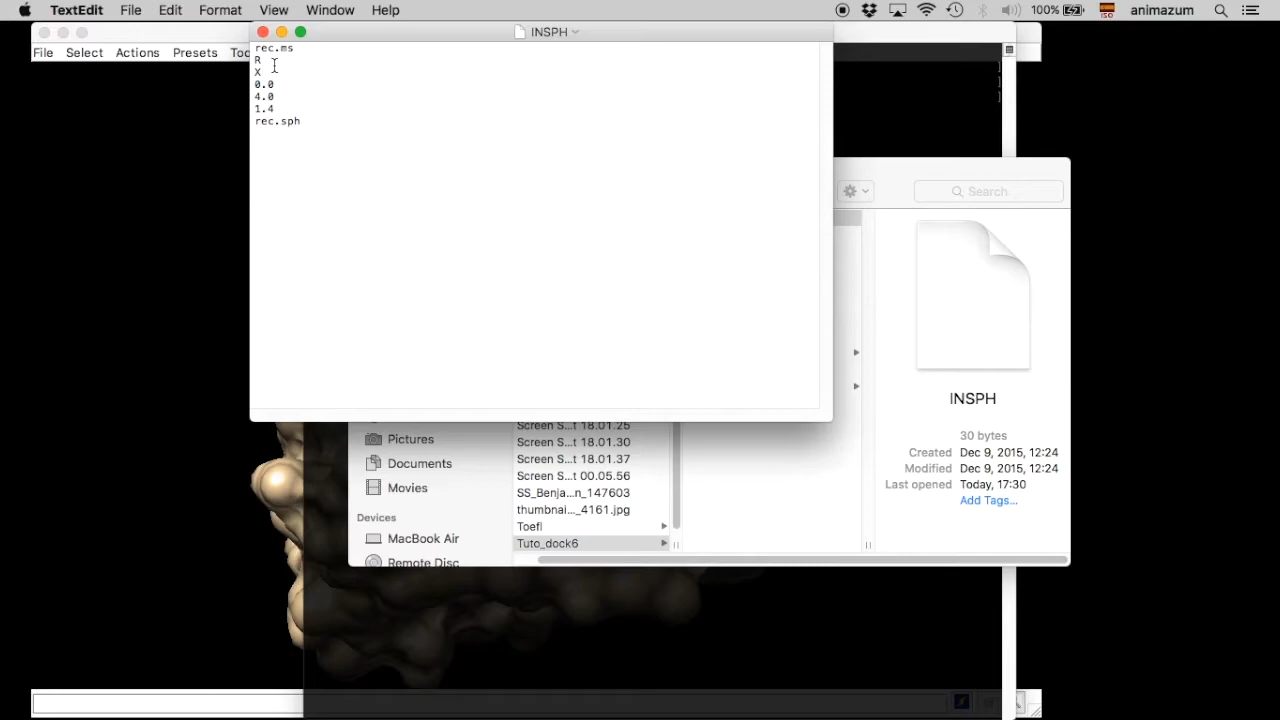 TextEdit File Edit Format View Window Help 100% animazum
INSPH
File Select Actions Presets
rec.ms
R
X
0.0
4.0
1.4
rec.sph
Search
INSPH
30 bytes
Created Dec 9, 2015, 12:24
Modified Dec 9, 2015, 12:24
Last opened Today, 17:30
Add Tags...
Pictures
Documents
Movies
Devices
MacBook Air
Remote Disc
Screen S...t 18.01.25
Screen S...t 18.01.30
Screen S...t 18.01.37
Screen S...t 00.05.56
SS_Benja...n_147603
thumbnai..._4161.jpg
Toefl
Tuto_dock6